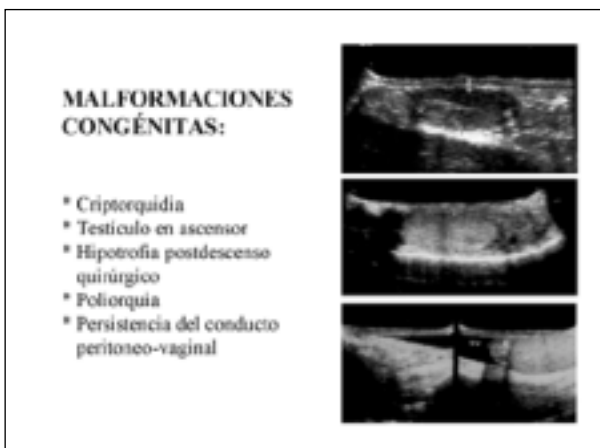 MALFORMACIONES
CONGÉNITAS:
* Criptorquidia
* Testículo en ascensor
* Hipotrofia postdescenso
quirúrgico
* Poliorquia
* Persistencia del conducto
peritoneo-vaginal